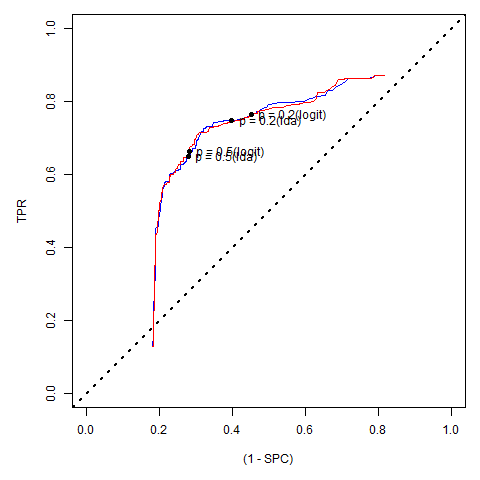 1.0
0.8
0.6
0.4
0.2
0.0
TPR
p = 0.2(logit)
p = 0.2(lda)
p = 0.5(logit)
p = 0.5(lda)
0.0 0.2 0.4 0.6 0.8 1.0
(1 - SPC)